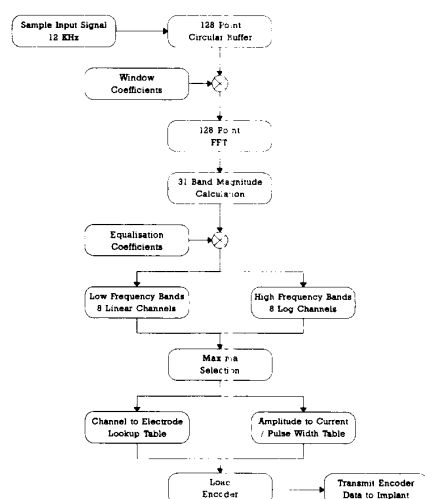 Sample Input Signal
12 KHz
128 Point
Circular Buffer
Window
Coefficients
128 Point
FFT
31 Band Magnitude
Calculation
Equalisation
Coefficients
Low Frequency Bands
8 Linear Channels
High Frequency Bands
8 Log Channels
Maxima
Selection
Channel to Electrode
Lookup Table
Amplitude to Current
/ Pulse Width Table
Load
Encoder
Transmit Encoder
Data to Implant